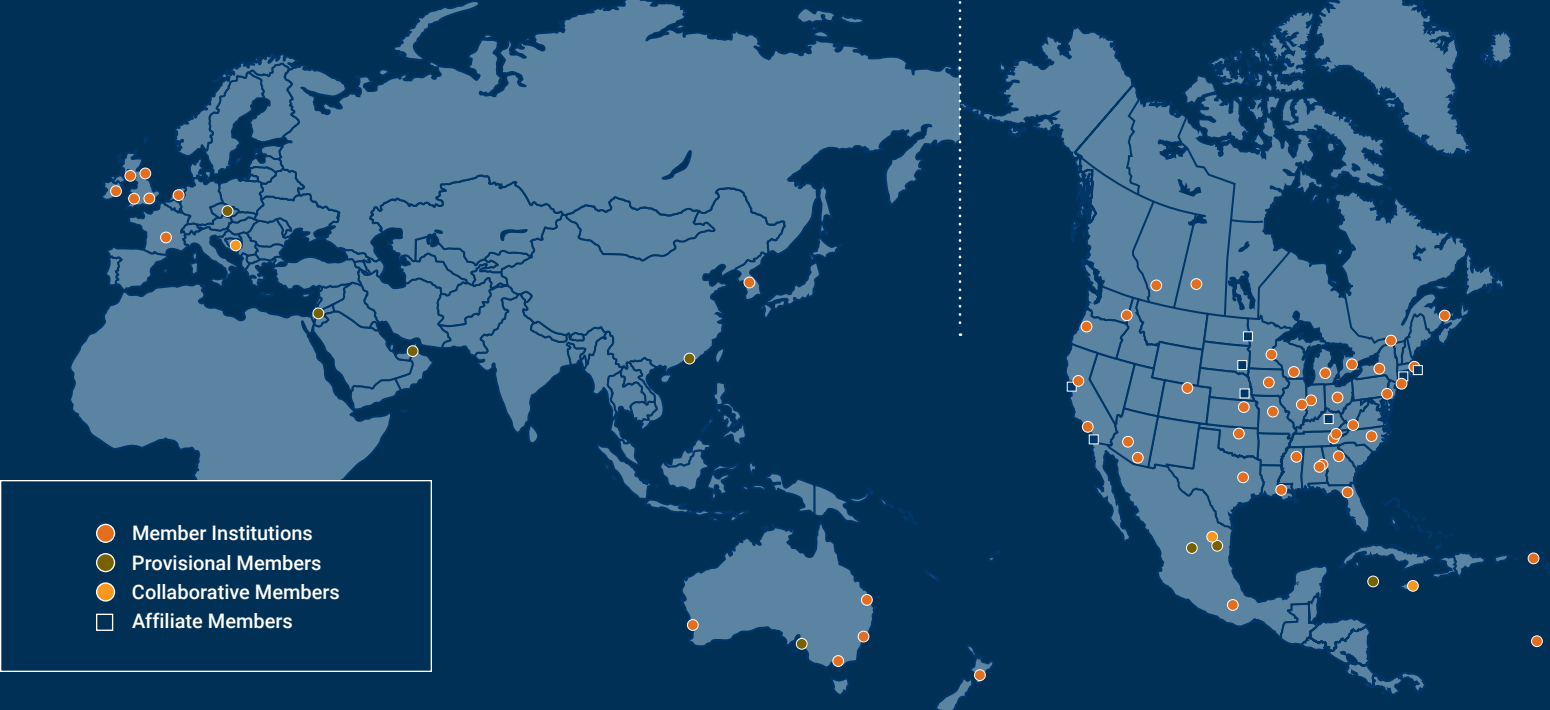 Member Institutions
Provisional Members
Collaborative Members
Affiliate Members